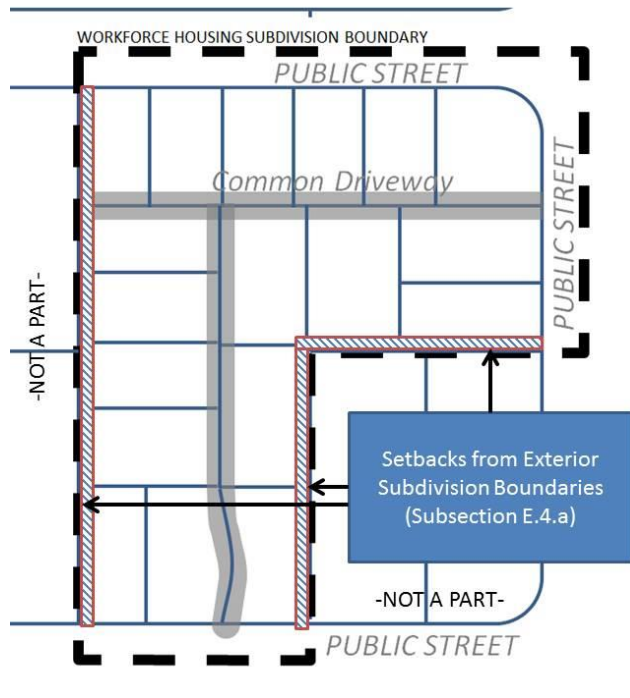 WORKFORCE HOUSING SUBDIVISION BOUNDARY
PUBLIC STREET
PUBLIC STREET
Common Driveway
-NOT A PART-
Setbacks from Exterior
Subdivision Boundaries
(Subsection E.4.a)
-NOT A PART-
PUBLIC STREET